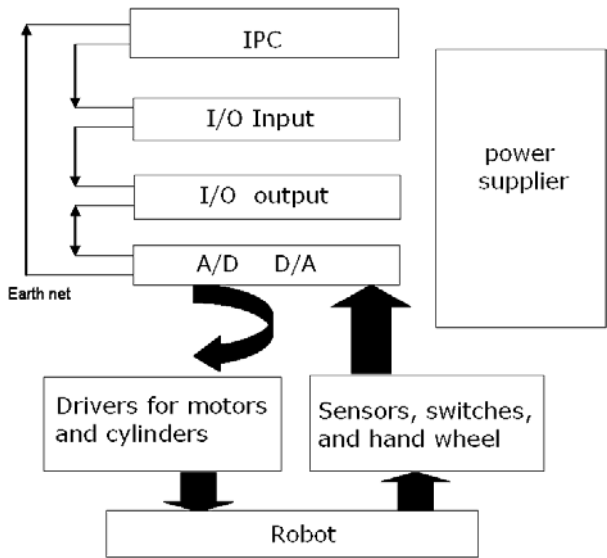 IPC
I/O Input
I/O output
A/D D/A
Earth net
power
supplier
Drivers for motors
and cylinders
Sensors, switches,
and hand wheel
Robot